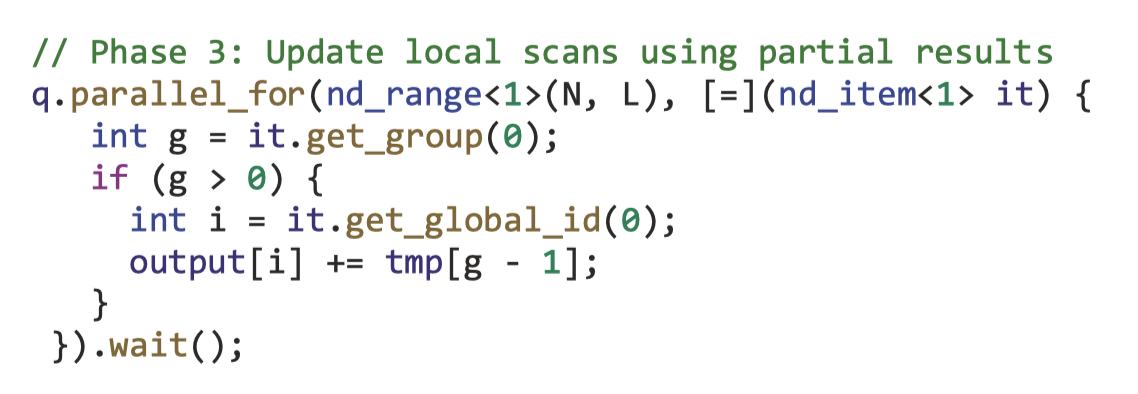 // Phase 3: Update local scans using partial results
q.parallel_for(nd_range<1>(N, L), [=](nd_item<1> it) {
   int g = it.get_group(0);
   if (g > 0) {
     int i = it.get_global_id(0);
     output[i] += tmp[g - 1];
   }
 }).wait();